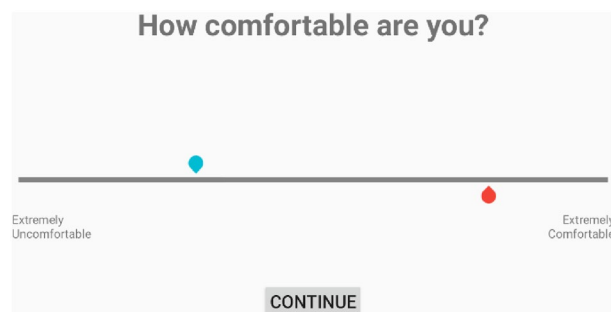 How comfortable are you?
Extremely
Uncomfortable
Extremely
Comfortable
CONTINUE